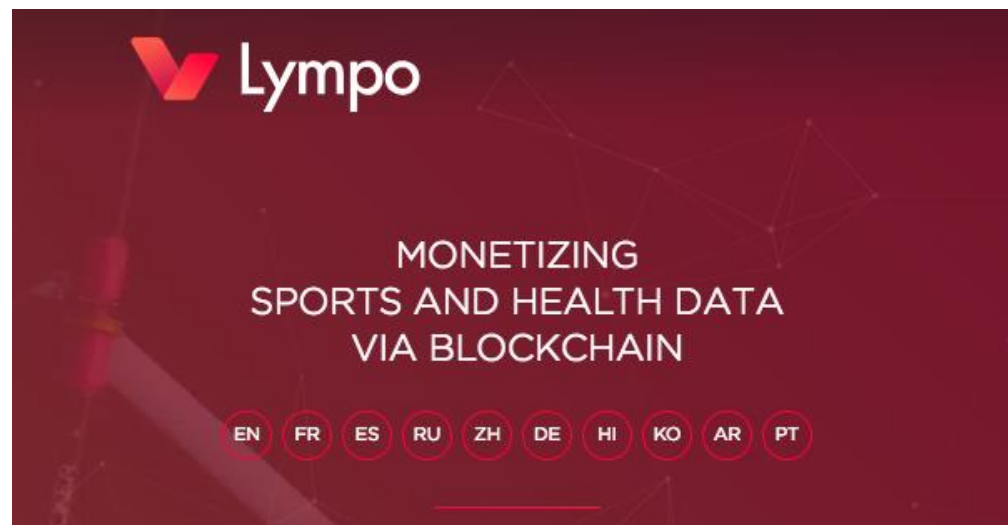 Lympo
MONETIZING
SPORTS AND HEALTH DATA
VIA BLOCKCHAIN
EN FR ES RU ZH DE HI KO AR PT